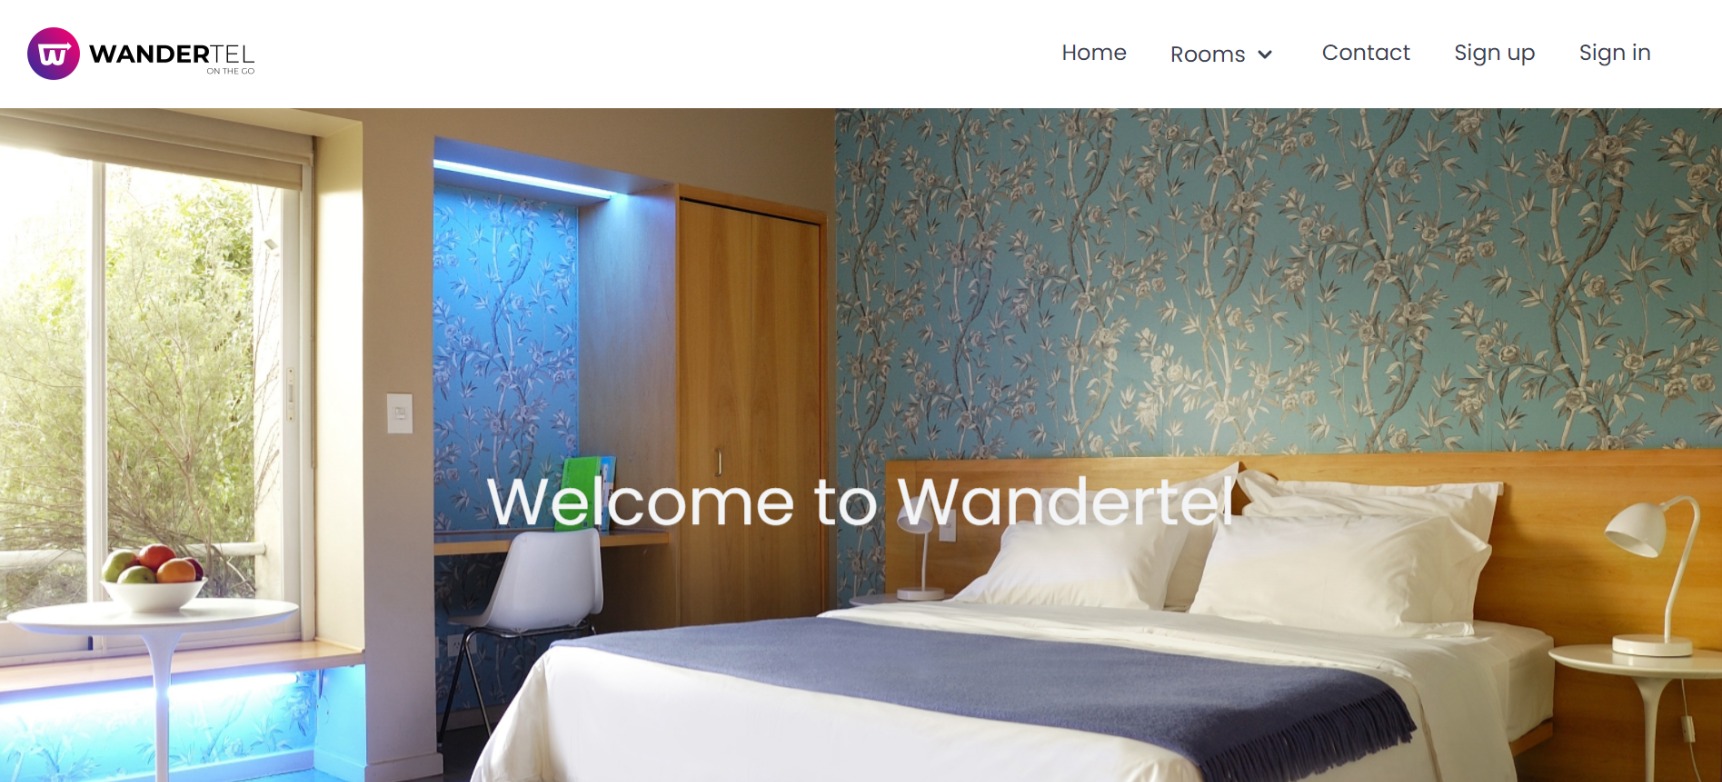 WANDERTEL
ON THE GO
Home
Rooms
Contact
Sign up
Sign in
Welcome to Wandertel